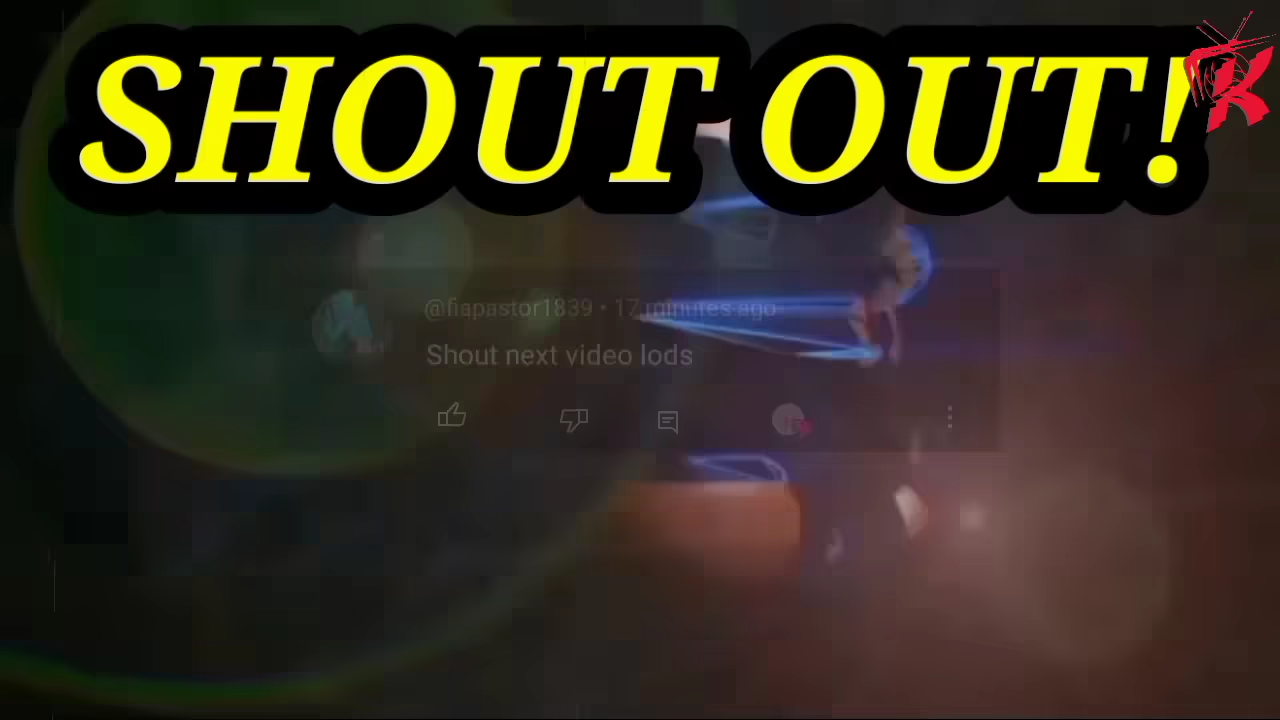 SHOUT OUT!
@fiapastor1839 • 17 minutes ago
Shout next video lods